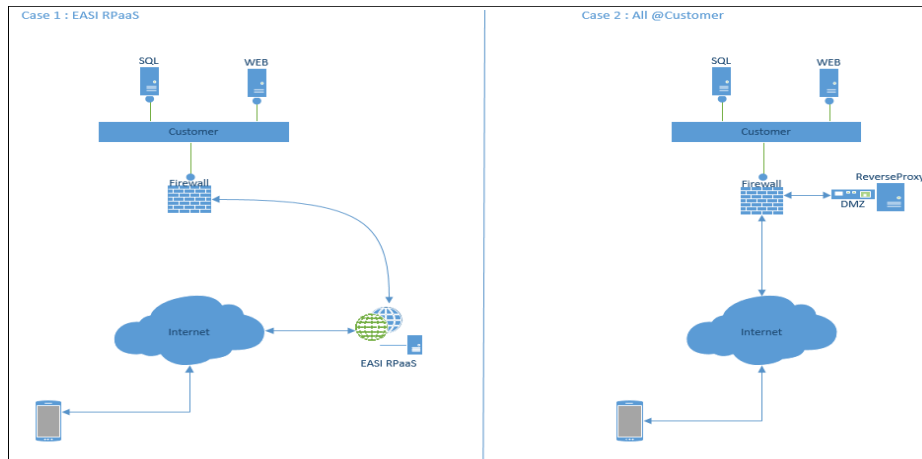 Case 1 : EASI RPaaS
SQL
WEB
Customer
Firewall
Internet
EASI RPaaS
Case 2 : All @Customer
SQL
WEB
Customer
Firewall
ReverseProxy
DMZ
Internet